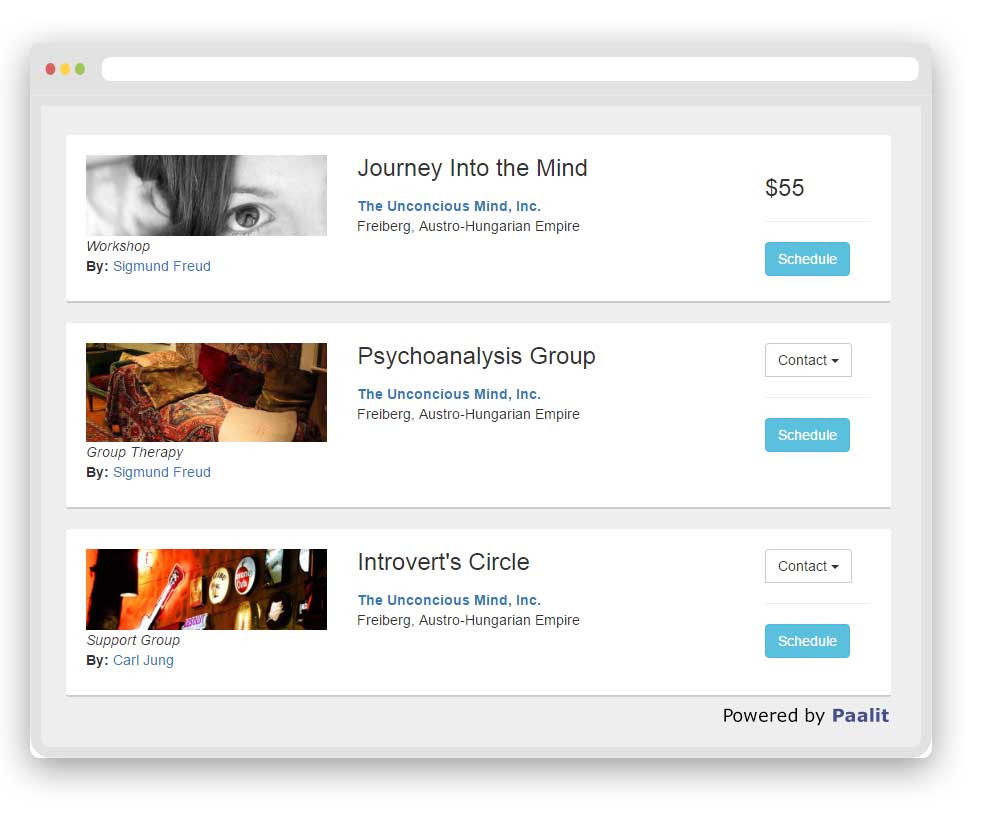 Journey Into the Mind
The Unconcious Mind, Inc.
Freiberg, Austro-Hungarian Empire
Workshop
By: Sigmund Freud
$55
Schedule
Psychoanalysis Group
The Unconcious Mind, Inc.
Freiberg, Austro-Hungarian Empire
Group Therapy
By: Sigmund Freud
Contact
Schedule
Introvert's Circle
The Unconcious Mind, Inc.
Freiberg, Austro-Hungarian Empire
Support Group
By: Carl Jung
Contact
Schedule
Powered by Paalit